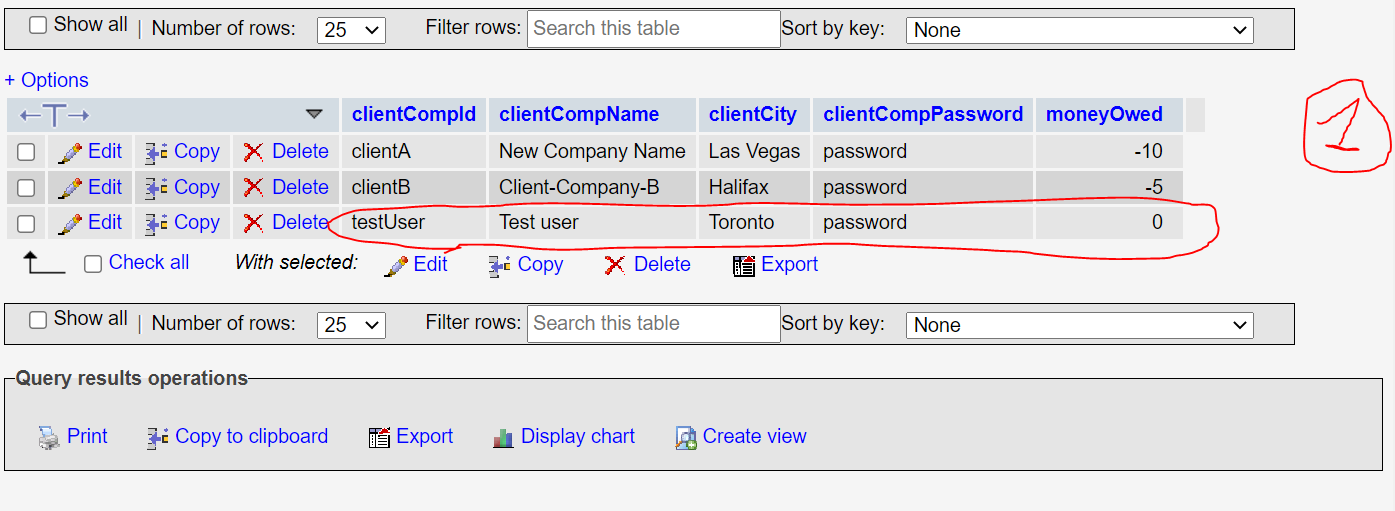 Show all | Number of rows: 25 Filter rows: Search this table Sort by key: None
+ Options
←T→ clientCompId clientCompName clientCity clientCompPassword moneyOwed
Edit Copy Delete clientA New Company Name Las Vegas password -10
Edit Copy Delete clientB Client-Company-B Halifax password -5
Edit Copy Delete testUser Test user Toronto password 0
1
Check all With selected: Edit Copy Delete Export
Show all | Number of rows: 25 Filter rows: Search this table Sort by key: None
Query results operations
Print Copy to clipboard Export Display chart Create view